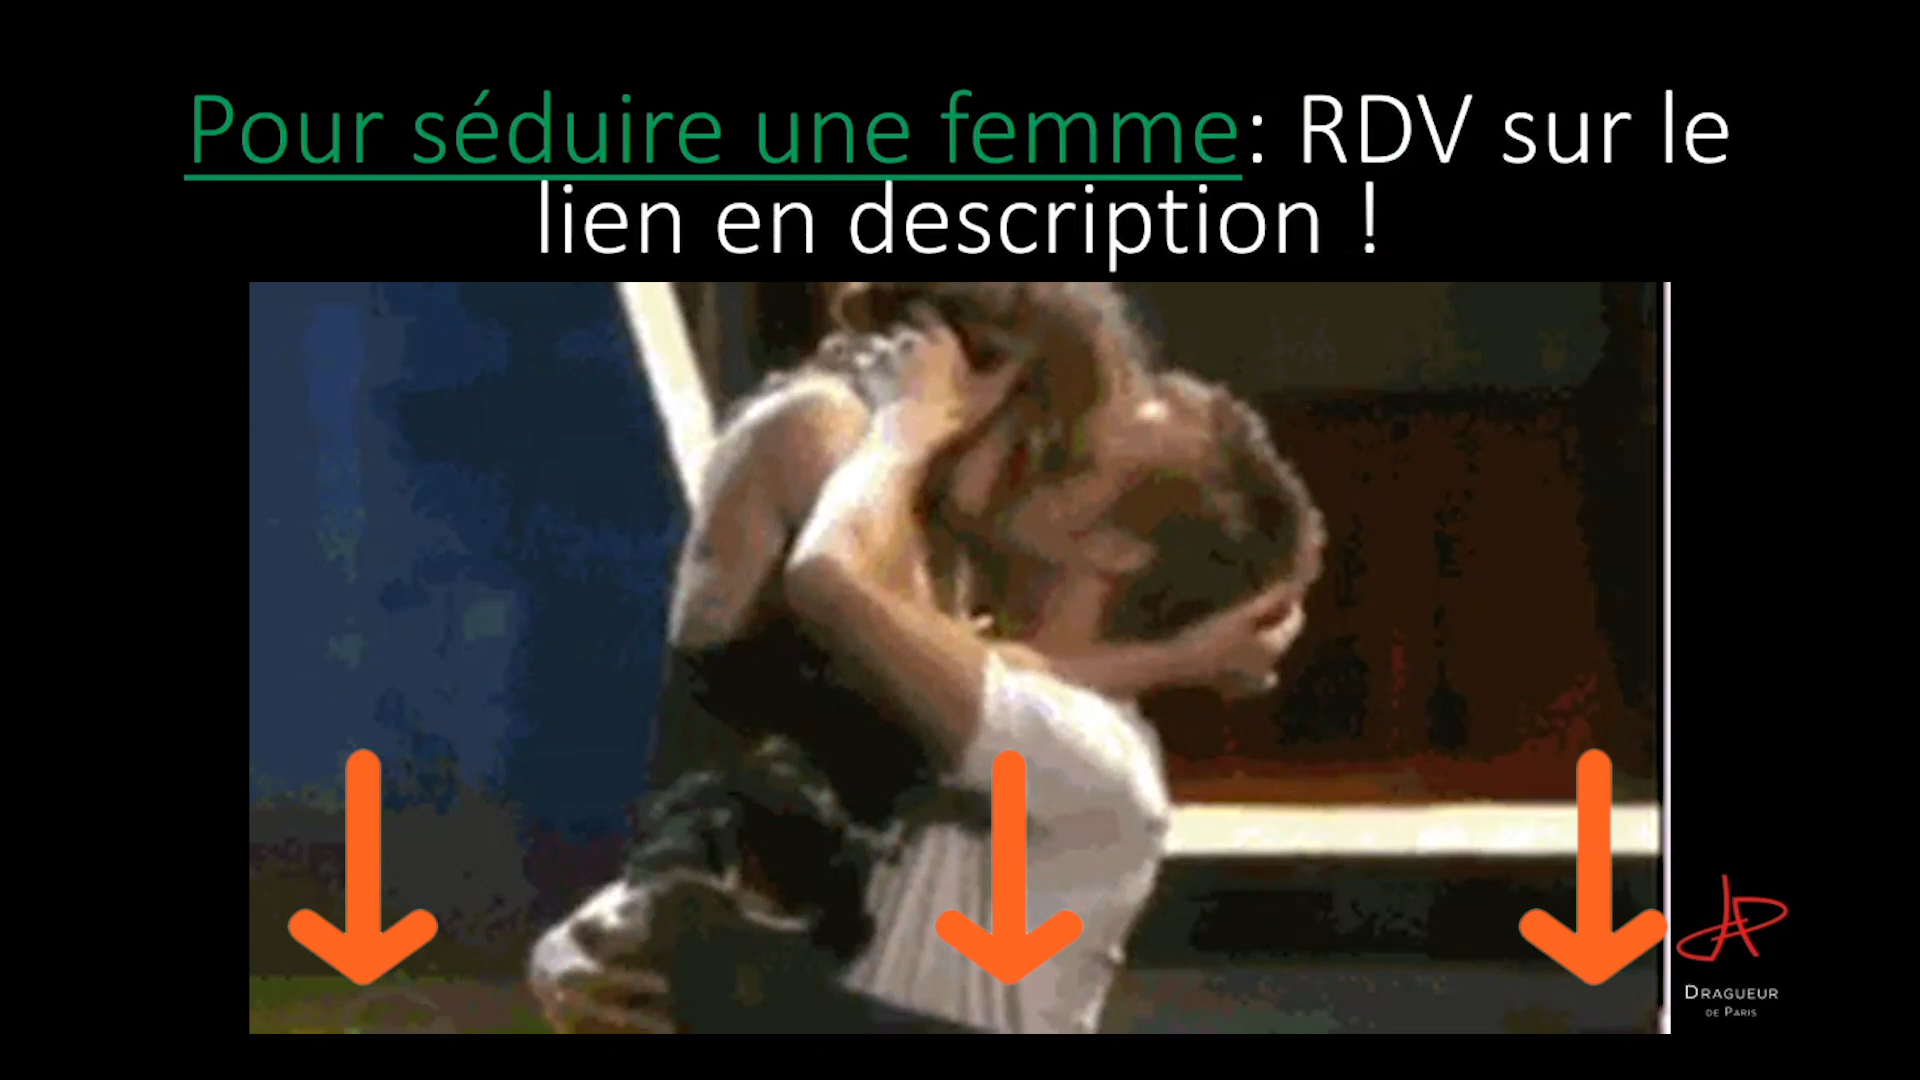 Pour séduire une femme: RDV sur le
lien en description !
DRAGUEUR
DE PARIS